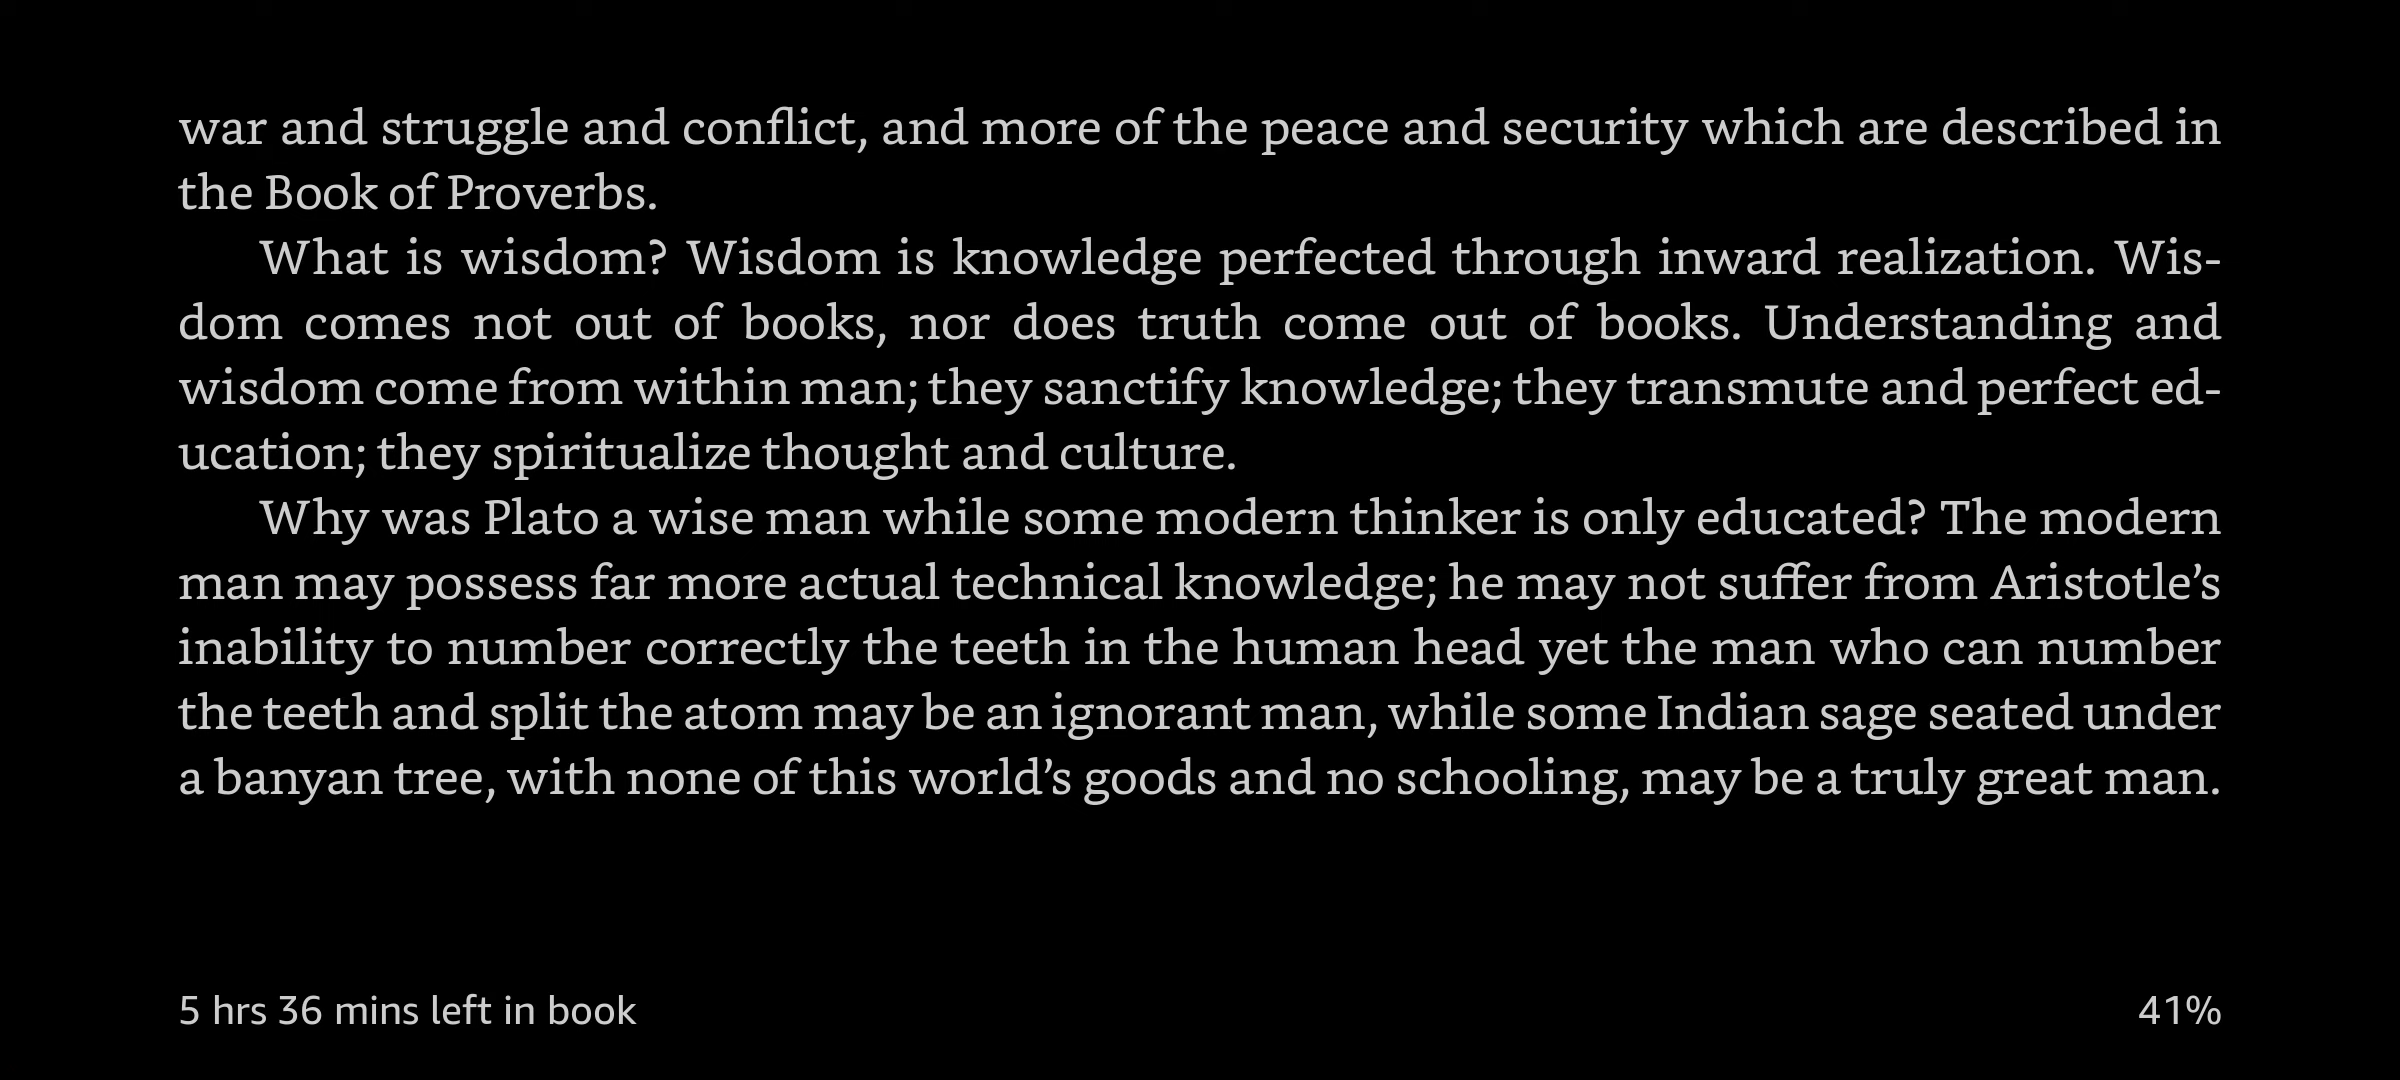 war and struggle and conflict, and more of the peace and security which are described in
the Book of Proverbs.
What is wisdom? Wisdom is knowledge perfected through inward realization. Wis-
dom comes not out of books, nor does truth come out of books. Understanding and
wisdom come from within man; they sanctify knowledge; they transmute and perfect ed-
ucation; they spiritualize thought and culture.
Why was Plato a wise man while some modern thinker is only educated? The modern
man may possess far more actual technical knowledge; he may not suffer from Aristotle’s
inability to number correctly the teeth in the human head yet the man who can number
the teeth and split the atom may be an ignorant man, while some Indian sage seated under
a banyan tree, with none of this world’s goods and no schooling, may be a truly great man.
5 hrs 36 mins left in book
41%